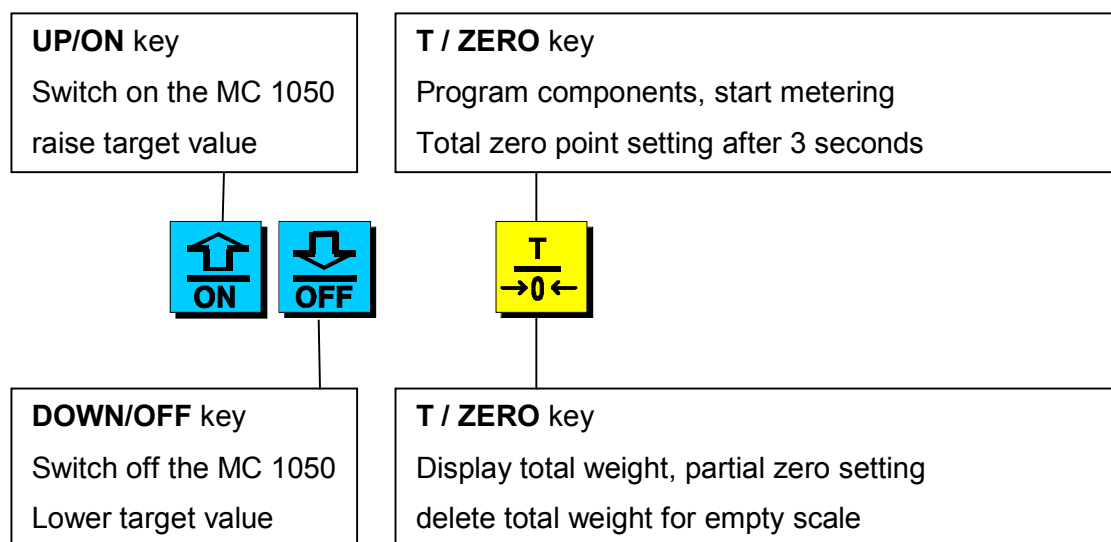 UP/ON key
Switch on the MC 1050
raise target value
T / ZERO key
Program components, start metering
Total zero point setting after 3 seconds
ON
OFF
T
→0←
DOWN/OFF key
Switch off the MC 1050
Lower target value
T / ZERO key
Display total weight, partial zero setting
delete total weight for empty scale